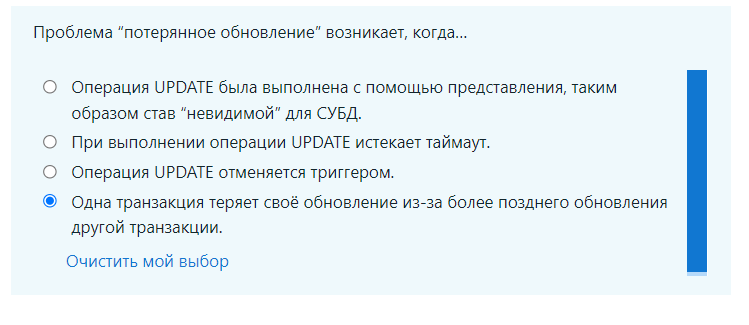 Проблема “потерянное обновление” возникает, когда...
Операция UPDATE была выполнена с помощью представления, таким
образом став “невидимой” для СУБД.
При выполнении операции UPDATE истекает таймаут.
Операция UPDATE отменяется триггером.
Одна транзакция теряет своё обновление из-за более позднего обновления
другой транзакции.
Очистить мой выбор